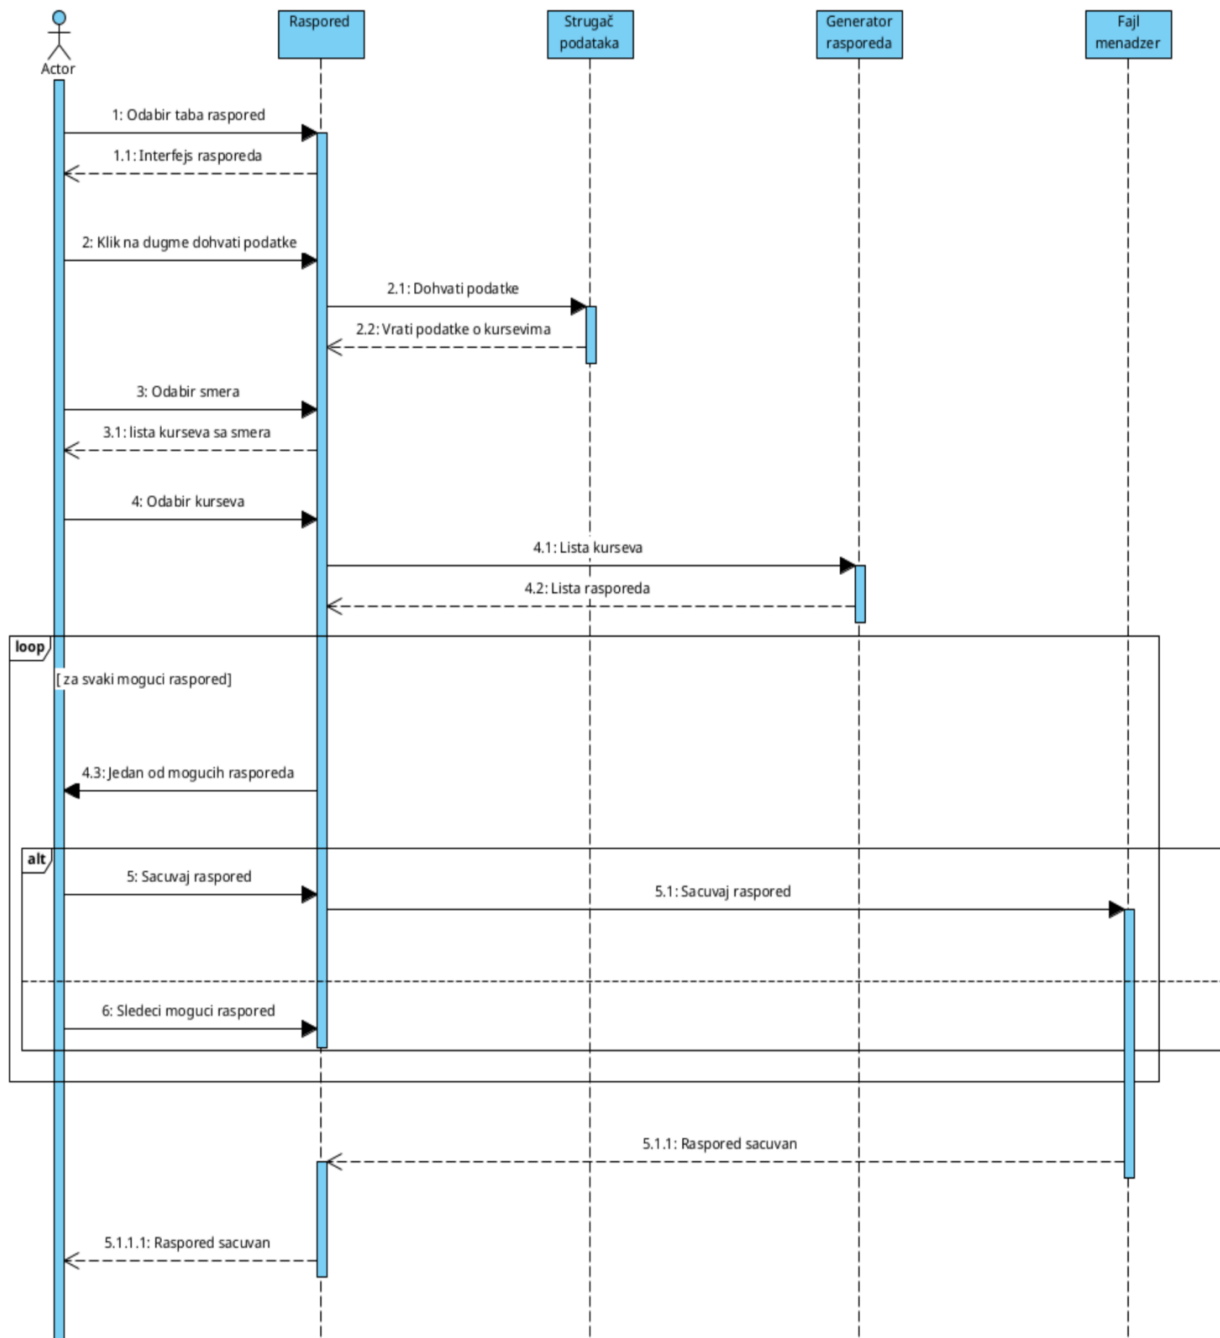 Actor
Raspored
Strugač
podataka
Generator
rasporeda
Fajl
menadzer
1: Odabir taba raspored
1.1: Interfejs rasporeda
2: Klik na dugme dohvati podatke
2.1: Dohvati podatke
2.2: Vrati podatke o kursevima
3: Odabir smera
3.1: lista kurseva sa smera
4: Odabir kurseva
4.1: Lista kurseva
4.2: Lista rasporeda
loop
[ za svaki moguci raspored]
4.3: Jedan od mogucih rasporeda
alt
5: Sacuvaj raspored
5.1: Sacuvaj raspored
6: Sledeci moguci raspored
5.1.1: Raspored sacuvan
5.1.1.1: Raspored sacuvan